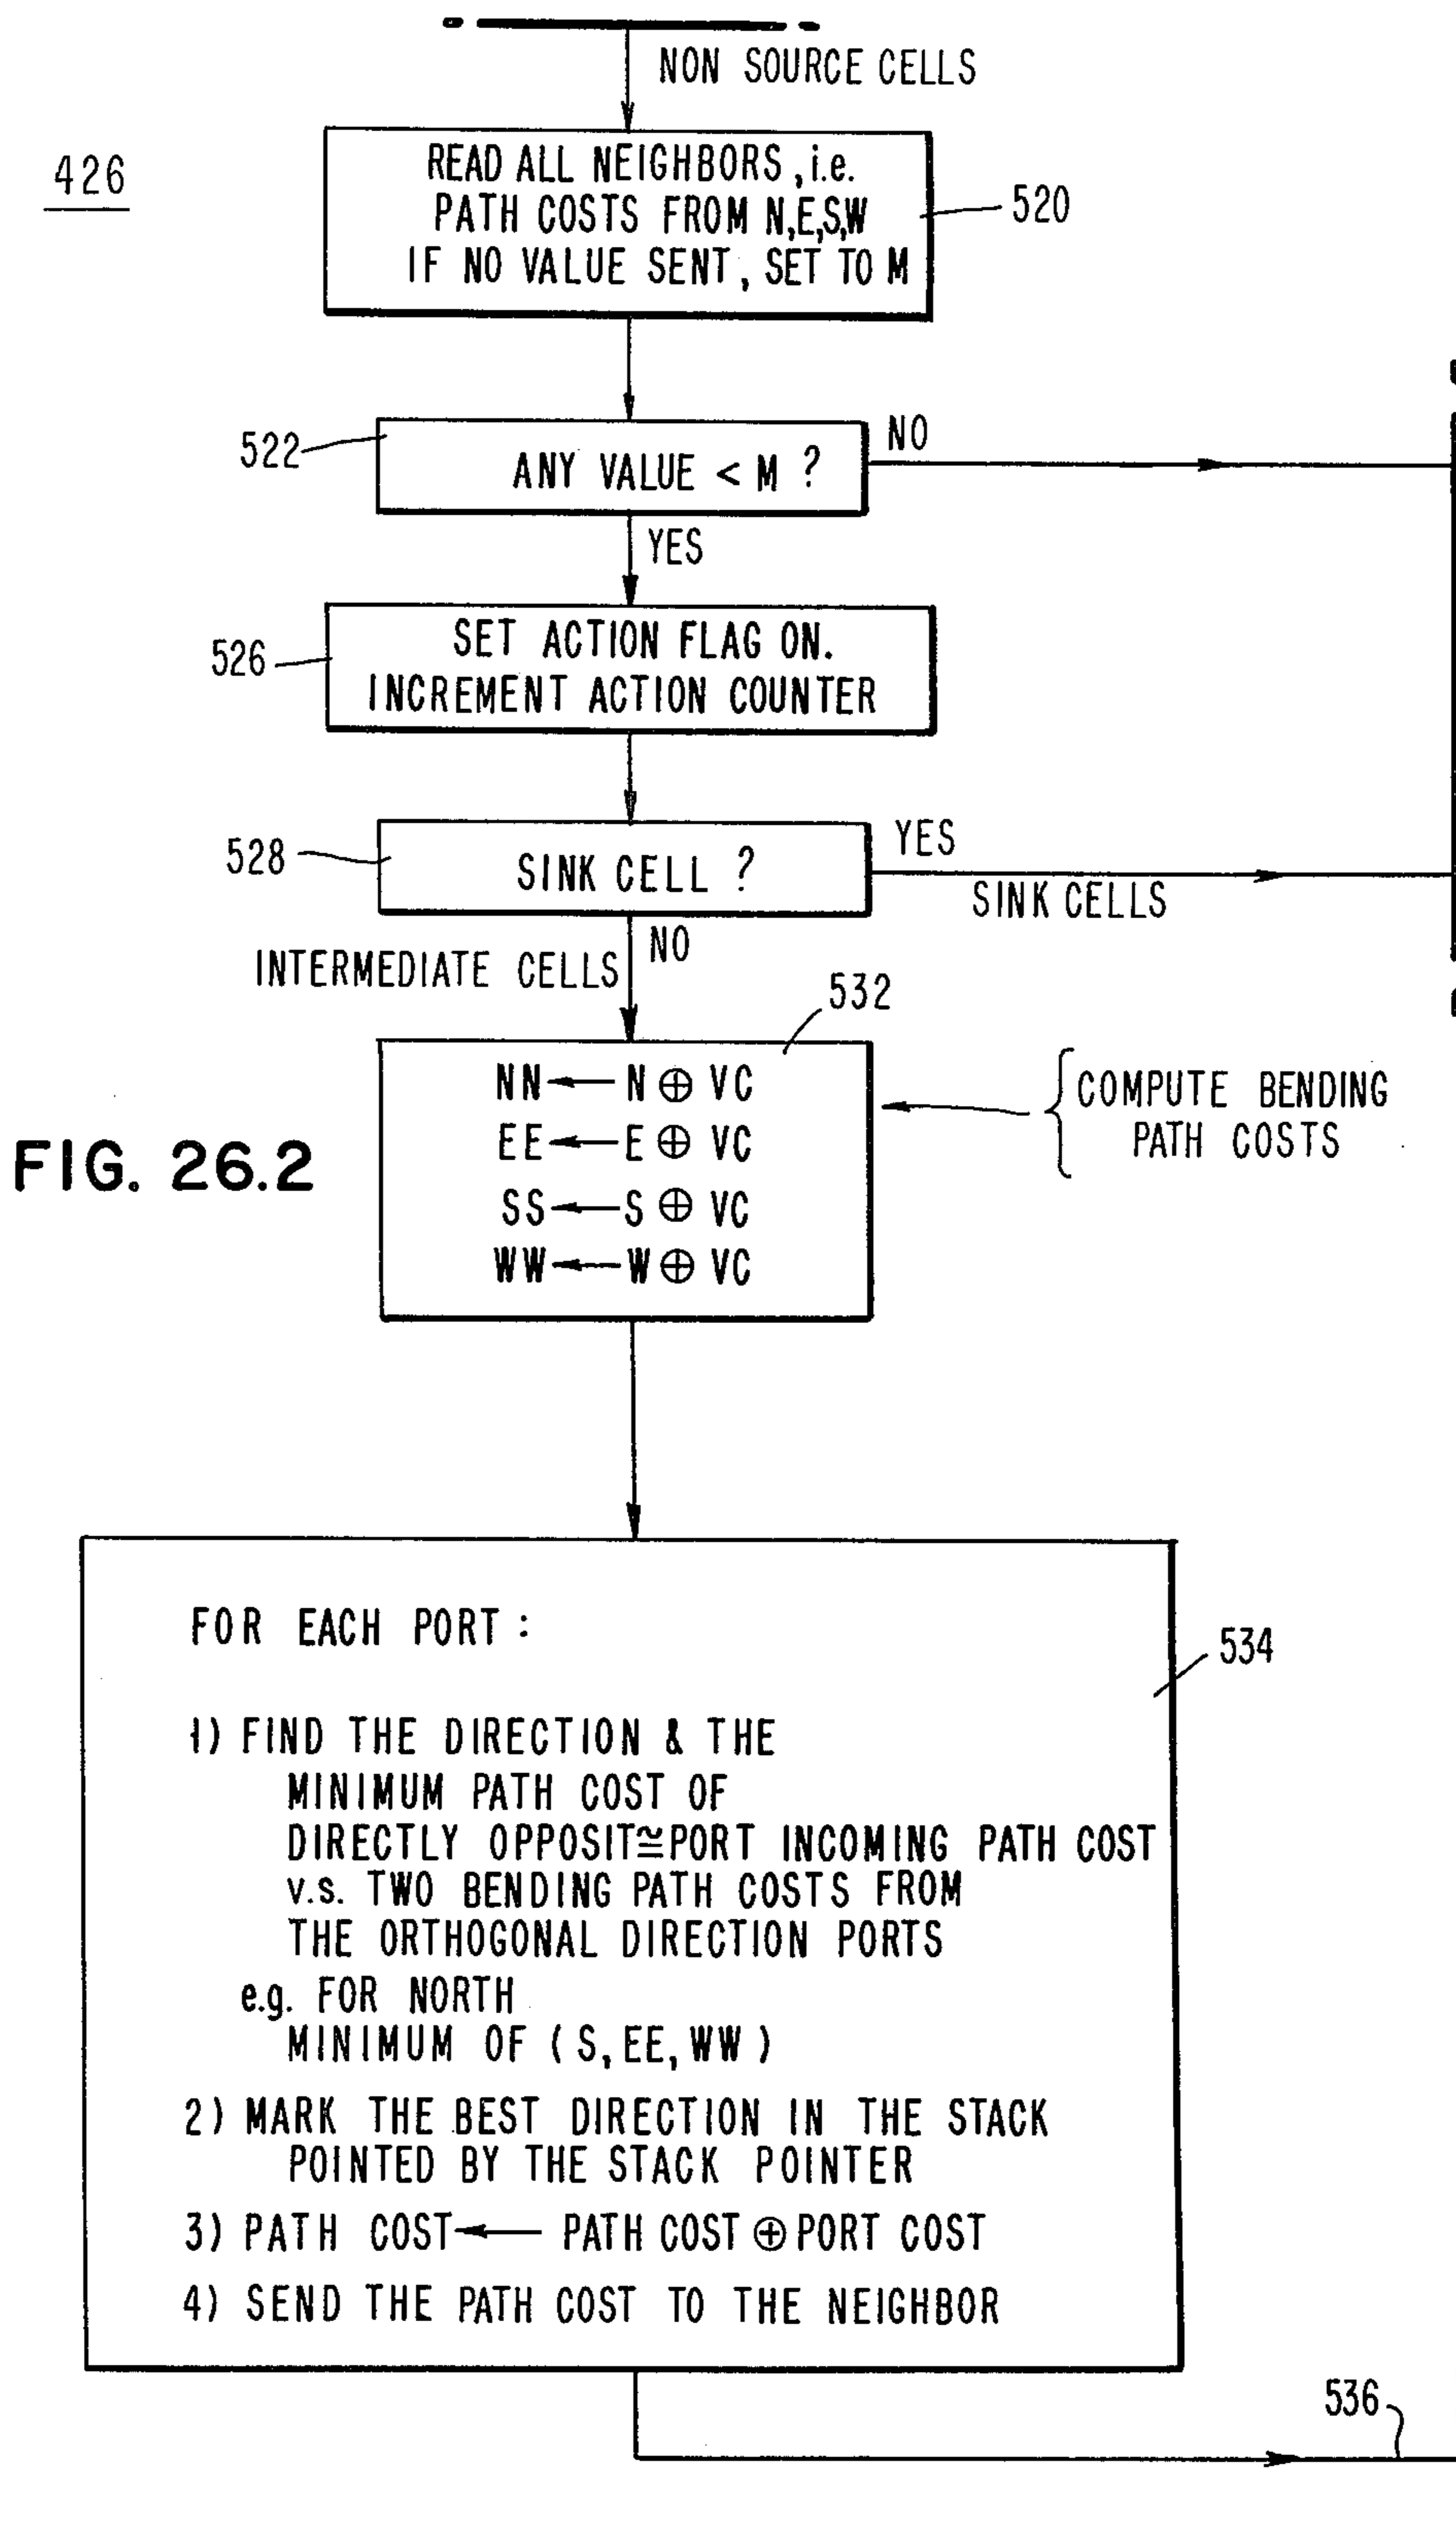 NON SOURCE CELLS
426
READ ALL NEIGHBORS, i.e.
PATH COSTS FROM N,E,S,W
IF NO VALUE SENT, SET TO M
520
522
ANY VALUE < M ?
NO
YES
526
SET ACTION FLAG ON.
INCREMENT ACTION COUNTER
528
SINK CELL ?
YES
SINK CELLS
NO
INTERMEDIATE CELLS
532
NN ← N ⊕ VC
EE ← E ⊕ VC
SS ← S ⊕ VC
WW ← W ⊕ VC
COMPUTE BENDING
PATH COSTS
FIG. 26.2
534
FOR EACH PORT :
1) FIND THE DIRECTION & THE
MINIMUM PATH COST OF
DIRECTLY OPPOSIT≅PORT INCOMING PATH COST
v.s. TWO BENDING PATH COSTS FROM
THE ORTHOGONAL DIRECTION PORTS
e.g. FOR NORTH
MINIMUM OF ( S, EE, WW )
2) MARK THE BEST DIRECTION IN THE STACK
POINTED BY THE STACK POINTER
3) PATH COST ← PATH COST ⊕ PORT COST
4) SEND THE PATH COST TO THE NEIGHBOR
536